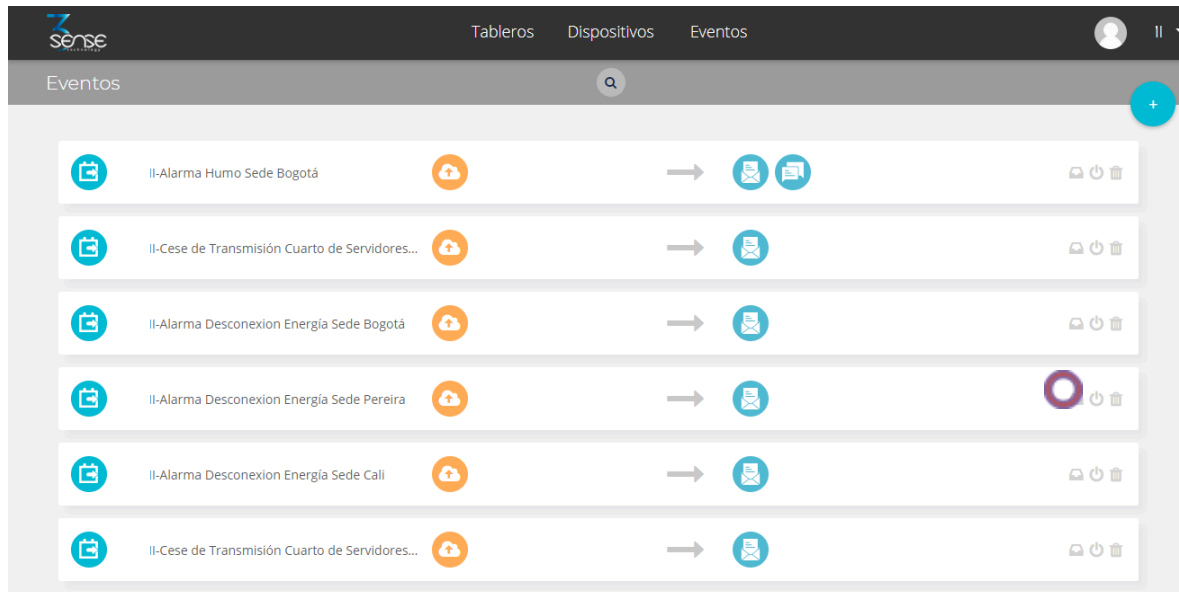 3
sense
technology
Tableros Dispositivos Eventos II
Eventos
+
II-Alarma Humo Sede Bogotá
II-Cese de Transmisión Cuarto de Servidores...
II-Alarma Desconexion Energía Sede Bogotá
II-Alarma Desconexion Energía Sede Pereira
II-Alarma Desconexion Energía Sede Cali
II-Cese de Transmisión Cuarto de Servidores...